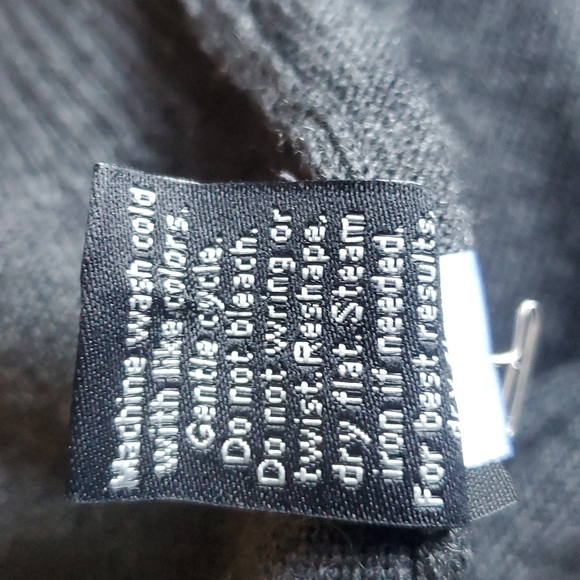 Machine wash cold
with like colors.
Gentle cycle.
Do not bleach.
Do not wring or
twist. Reshape,
dry flat. Steam
iron if needed.
For best results,